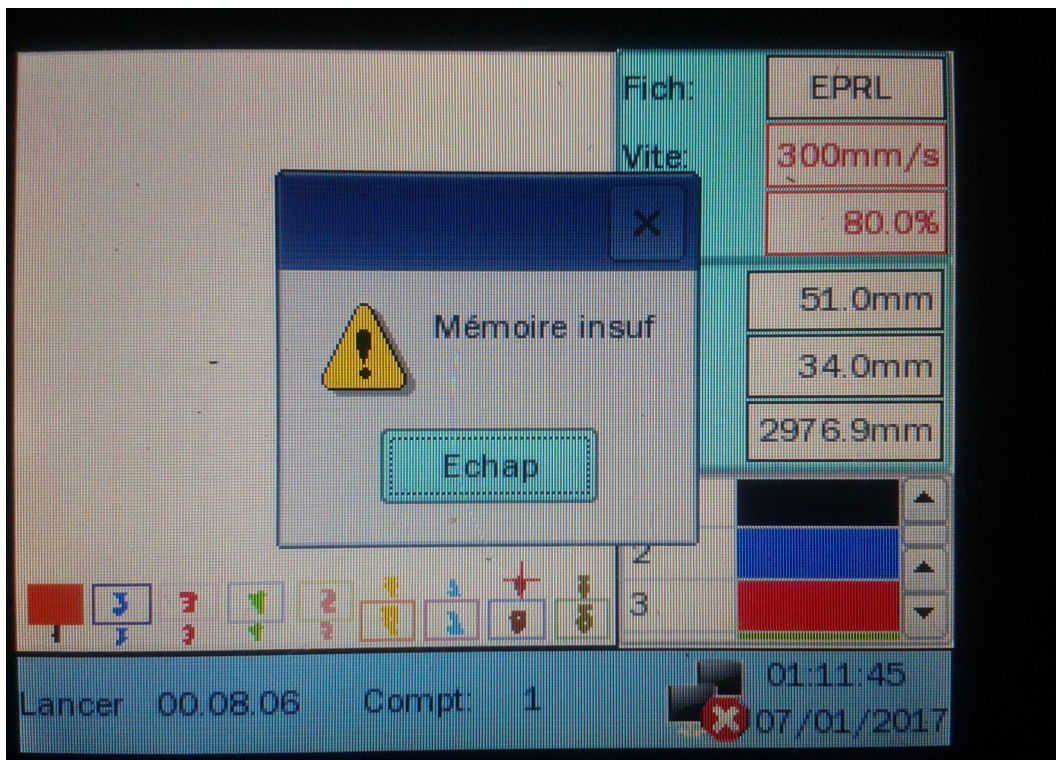 Fich: EPRL
Vite: 300mm/s
80.0%
Mémoire insuf
51.0mm
34.0mm
2976.9mm
Echap
2
3
Lancer 00.08.06 Compt: 1
01:11:45
07/01/2017